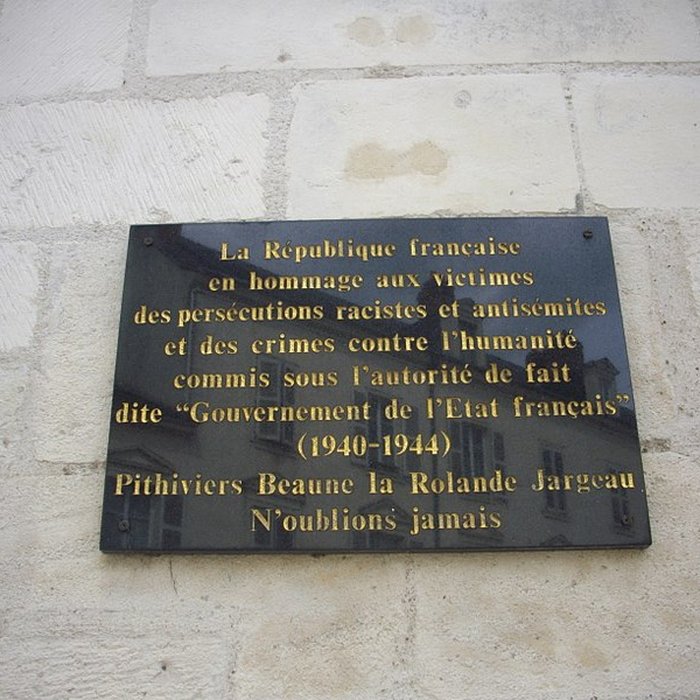 La République française
en hommage aux victimes
des persécutions racistes et antisémites
et des crimes contre l'humanité
commis sous l'autorité de fait
dite "Gouvernement de l'Etat français"
(1940-1944)
Pithiviers Beaune la Rolande Jargeau
N'oublions jamais